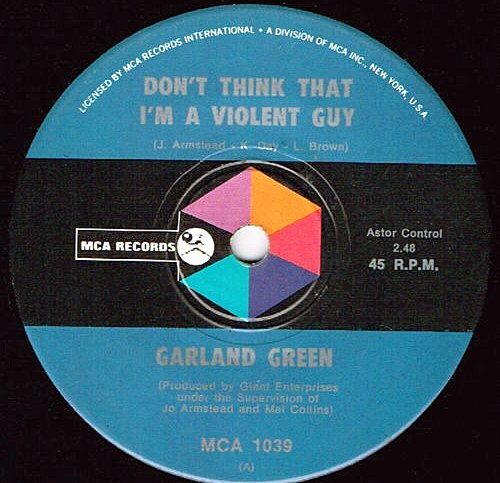 LICENSED BY MCA RECORDS INTERNATIONAL • A DIVISION OF MCA INC., NEW YORK, U.S.A.
DON'T THINK THAT
I'M A VIOLENT GUY
(J. Armstead - K. Day - L. Brown)
MCA RECORDS
Astor Control
2.48
45 R.P.M.
GARLAND GREEN
(Produced by Giant Enterprises
under the Supervision of
Jo Armstead and Mel Collins)
MCA 1039
(A)